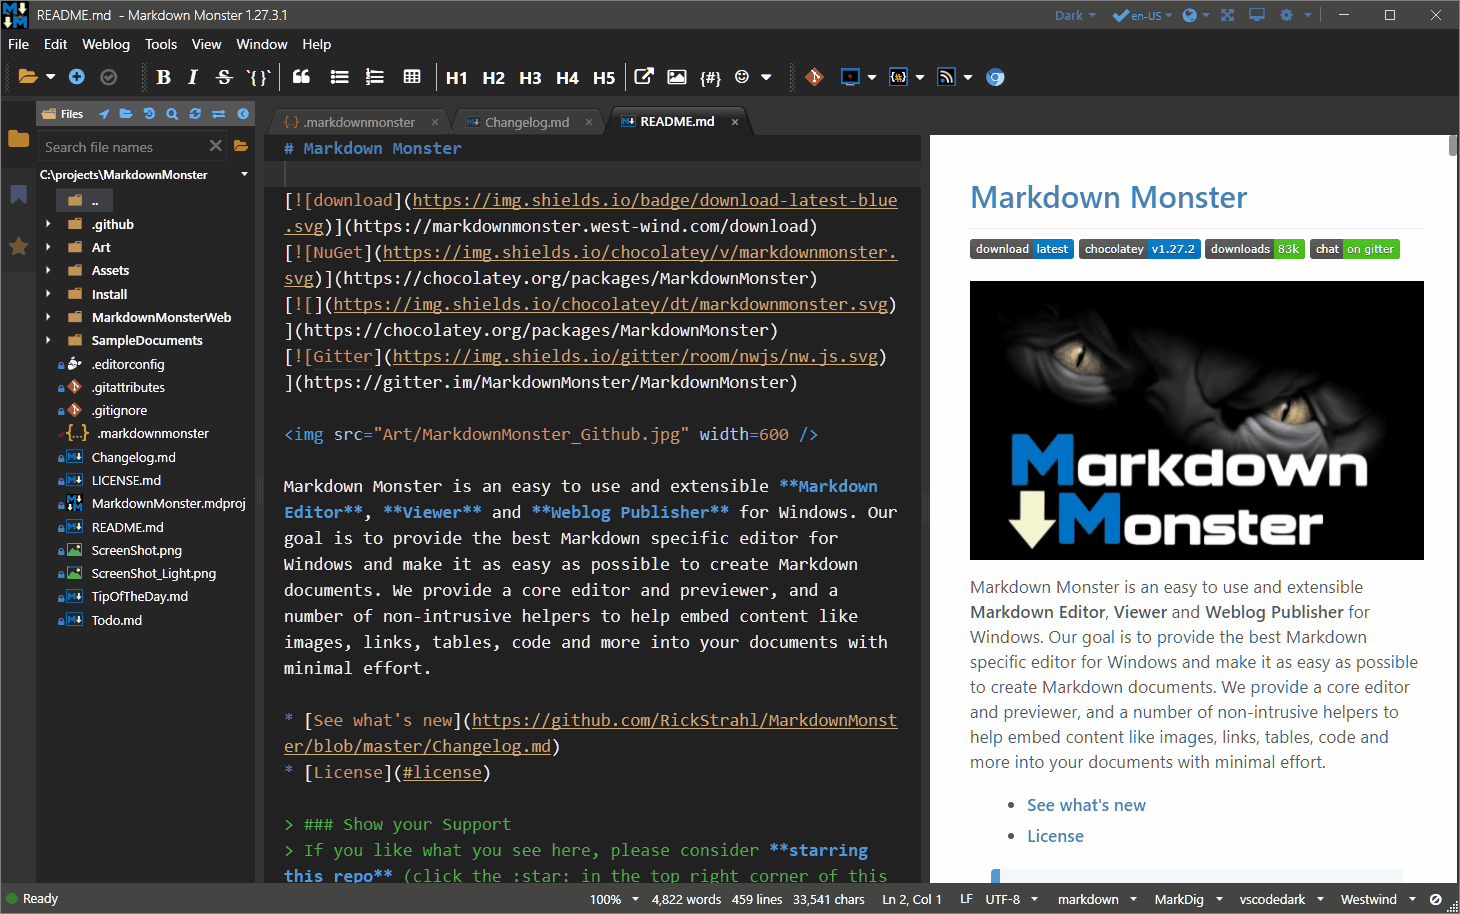 README.md - Markdown Monster 1.27.3.1
Dark
en-US
File Edit Weblog Tools View Window Help
B I S `{}` H1 H2 H3 H4 H5 {#}
Files
.markdownmonster
Changelog.md
README.md
Search file names
C:\projects\MarkdownMonster
..
.github
Art
Assets
Install
MarkdownMonsterWeb
SampleDocuments
.editorconfig
.gitattributes
.gitignore
.markdownmonster
Changelog.md
LICENSE.md
MarkdownMonster.mdproj
README.md
ScreenShot.png
ScreenShot_Light.png
TipOfTheDay.md
Todo.md
# Markdown Monster
[![download](https://img.shields.io/badge/download-latest-blue
.svg)](https://markdownmonster.west-wind.com/download)
[![NuGet](https://img.shields.io/chocolatey/v/markdownmonster.
svg)](https://chocolatey.org/packages/MarkdownMonster)
[![](https://img.shields.io/chocolatey/dt/markdownmonster.svg)
](https://chocolatey.org/packages/MarkdownMonster)
[![Gitter](https://img.shields.io/gitter/room/nwjs/nw.js.svg)
](https://gitter.im/MarkdownMonster/MarkdownMonster)
<img src="Art/MarkdownMonster_Github.jpg" width=600 />
Markdown Monster is an easy to use and extensible **Markdown
Editor**, **Viewer** and **Weblog Publisher** for Windows. Our
goal is to provide the best Markdown specific editor for
Windows and make it as easy as possible to create Markdown
documents. We provide a core editor and previewer, and a
number of non-intrusive helpers to help embed content like
images, links, tables, code and more into your documents with
minimal effort.
* [See what's new](https://github.com/RickStrahl/MarkdownMonst
er/blob/master/Changelog.md)
* [License](#license)
> ### Show your Support
> If you like what you see here, please consider **starring
this repo** (click the :star: in the top right corner of this
Markdown Monster
download latest
chocolatey v1.27.2
downloads 83k
chat on gitter
Markdown
Monster
Markdown Monster is an easy to use and extensible
Markdown Editor, Viewer and Weblog Publisher for
Windows. Our goal is to provide the best Markdown
specific editor for Windows and make it as easy as possible
to create Markdown documents. We provide a core editor
and previewer, and a number of non-intrusive helpers to
help embed content like images, links, tables, code and
more into your documents with minimal effort.
• See what's new
• License
Ready
100% 4,822 words 459 lines 33,541 chars Ln 2, Col 1 LF UTF-8 markdown MarkDig vscodedark Westwind